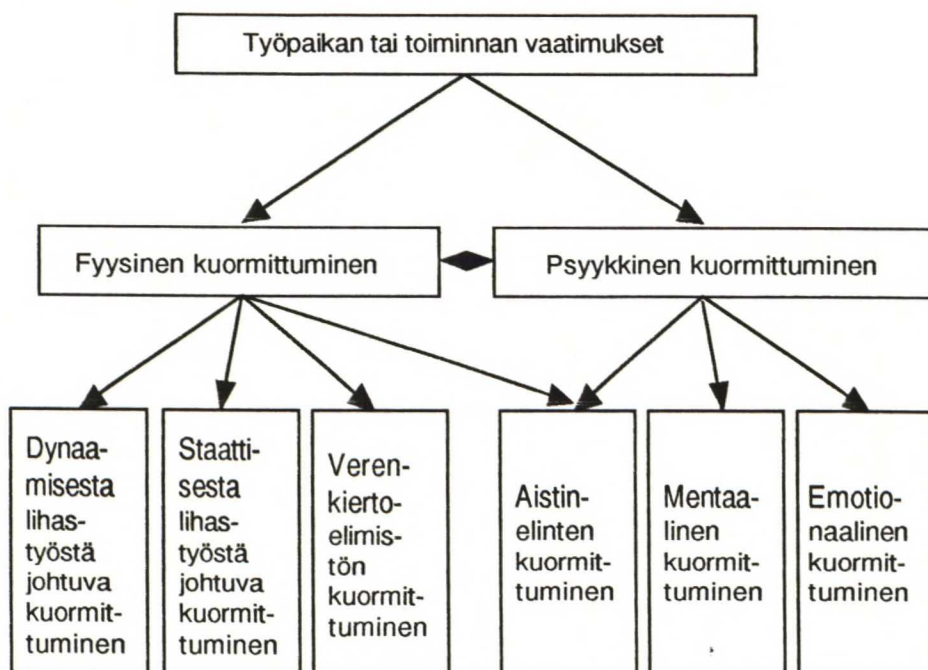 Työpaikan tai toiminnan vaatimukset
Fyysinen kuormittuminen
Psyykkinen kuormittuminen
Dynaa-
misesta
lihas-
työstä
johtuva
kuormit-
tuminen
Staatti-
sesta
lihas-
työstä
johtuva
kuormit-
tuminen
Veren-
kierto-
elimis-
tön
kuormit-
tuminen
Aistin-
elinten
kuormit-
tuminen
Mentaa-
linen
kuormit-
tuminen
Emotio-
naalinen
kuormit-
tuminen